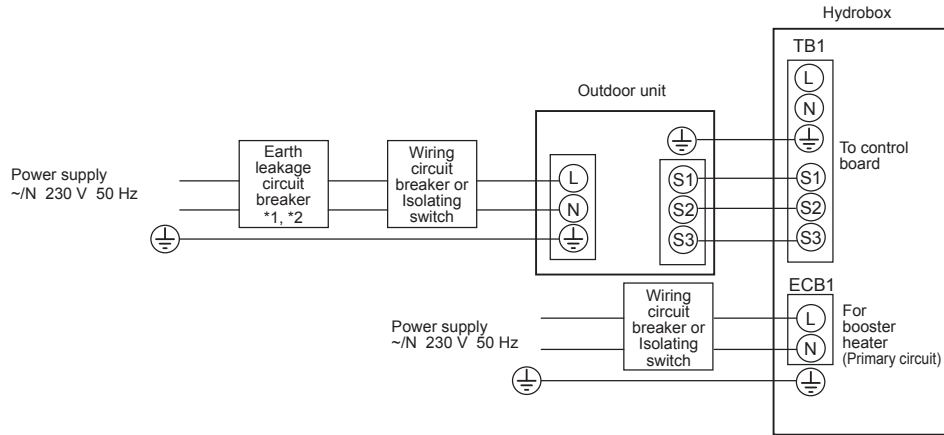 Hydrobox
TB1
L
N
To control
board
S1
S2
S3
Outdoor unit
L
N
S1
S2
S3
Power supply
~/N 230 V 50 Hz
Earth
leakage
circuit
breaker
*1, *2
Wiring
circuit
breaker or
Isolating
switch
ECB1
L
N
For
booster
heater
(Primary circuit)
Power supply
~/N 230 V 50 Hz
Wiring
circuit
breaker or
Isolating
switch